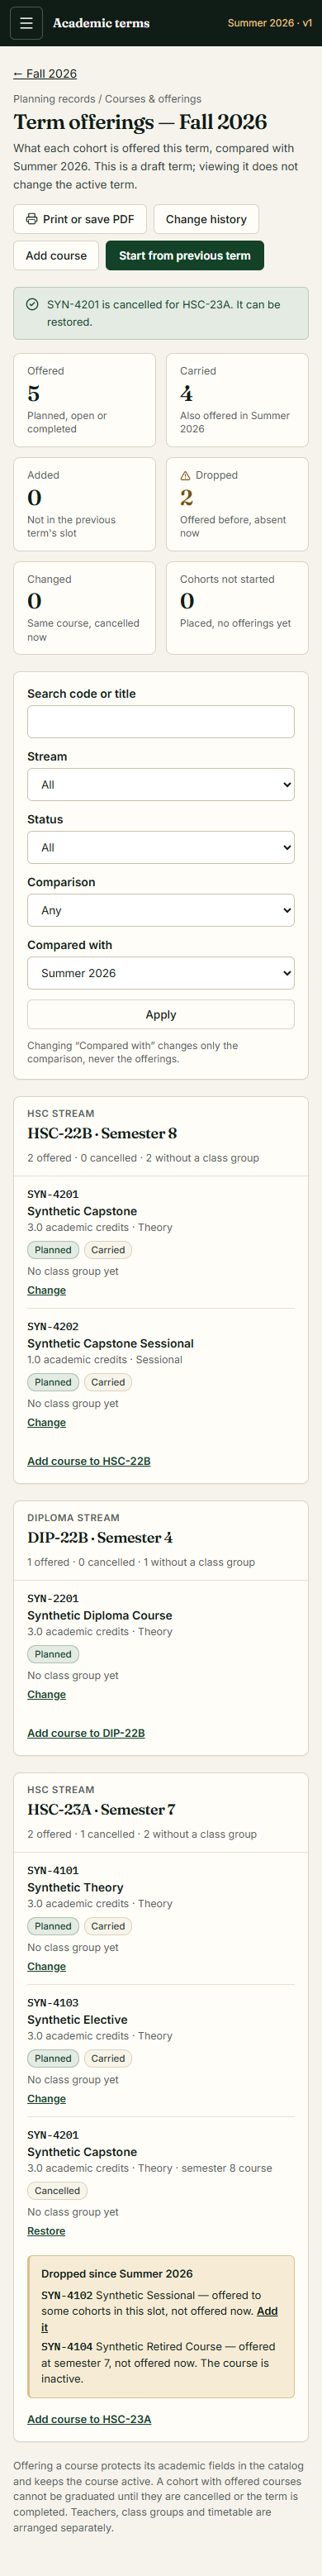 Academic terms
Summer 2026 · v1
← Fall 2026
Planning records / Courses & offerings
Term offerings — Fall 2026
What each cohort is offered this term, compared with
Summer 2026. This is a draft term; viewing it does not
change the active term.
Print or save PDF
Change history
Add course
Start from previous term
SYN-4201 is cancelled for HSC-23A. It can be
restored.
Offered
5
Planned, open or
completed
Carried
4
Also offered in Summer
2026
Added
0
Not in the previous
term's slot
Dropped
2
Offered before, absent
now
Changed
0
Same course, cancelled
now
Cohorts not started
0
Placed, no offerings yet
Search code or title
Stream
All
Status
All
Comparison
Any
Compared with
Summer 2026
Apply
Changing “Compared with” changes only the
comparison, never the offerings.
HSC STREAM
HSC-22B · Semester 8
2 offered · 0 cancelled · 2 without a class group
SYN-4201
Synthetic Capstone
3.0 academic credits · Theory
Planned
Carried
No class group yet
Change
SYN-4202
Synthetic Capstone Sessional
1.0 academic credits · Sessional
Planned
Carried
No class group yet
Change
Add course to HSC-22B
DIPLOMA STREAM
DIP-22B · Semester 4
1 offered · 0 cancelled · 1 without a class group
SYN-2201
Synthetic Diploma Course
3.0 academic credits · Theory
Planned
No class group yet
Change
Add course to DIP-22B
HSC STREAM
HSC-23A · Semester 7
2 offered · 1 cancelled · 2 without a class group
SYN-4101
Synthetic Theory
3.0 academic credits · Theory
Planned
Carried
No class group yet
Change
SYN-4103
Synthetic Elective
3.0 academic credits · Theory
Planned
Carried
No class group yet
Change
SYN-4201
Synthetic Capstone
3.0 academic credits · Theory · semester 8 course
Cancelled
No class group yet
Restore
Dropped since Summer 2026
SYN-4102 Synthetic Sessional — offered to
some cohorts in this slot, not offered now. Add
it
SYN-4104 Synthetic Retired Course — offered
at semester 7, not offered now. The course is
inactive.
Add course to HSC-23A
Offering a course protects its academic fields in the catalog
and keeps the course active. A cohort with offered courses
cannot be graduated until they are cancelled or the term is
completed. Teachers, class groups and timetable are
arranged separately.